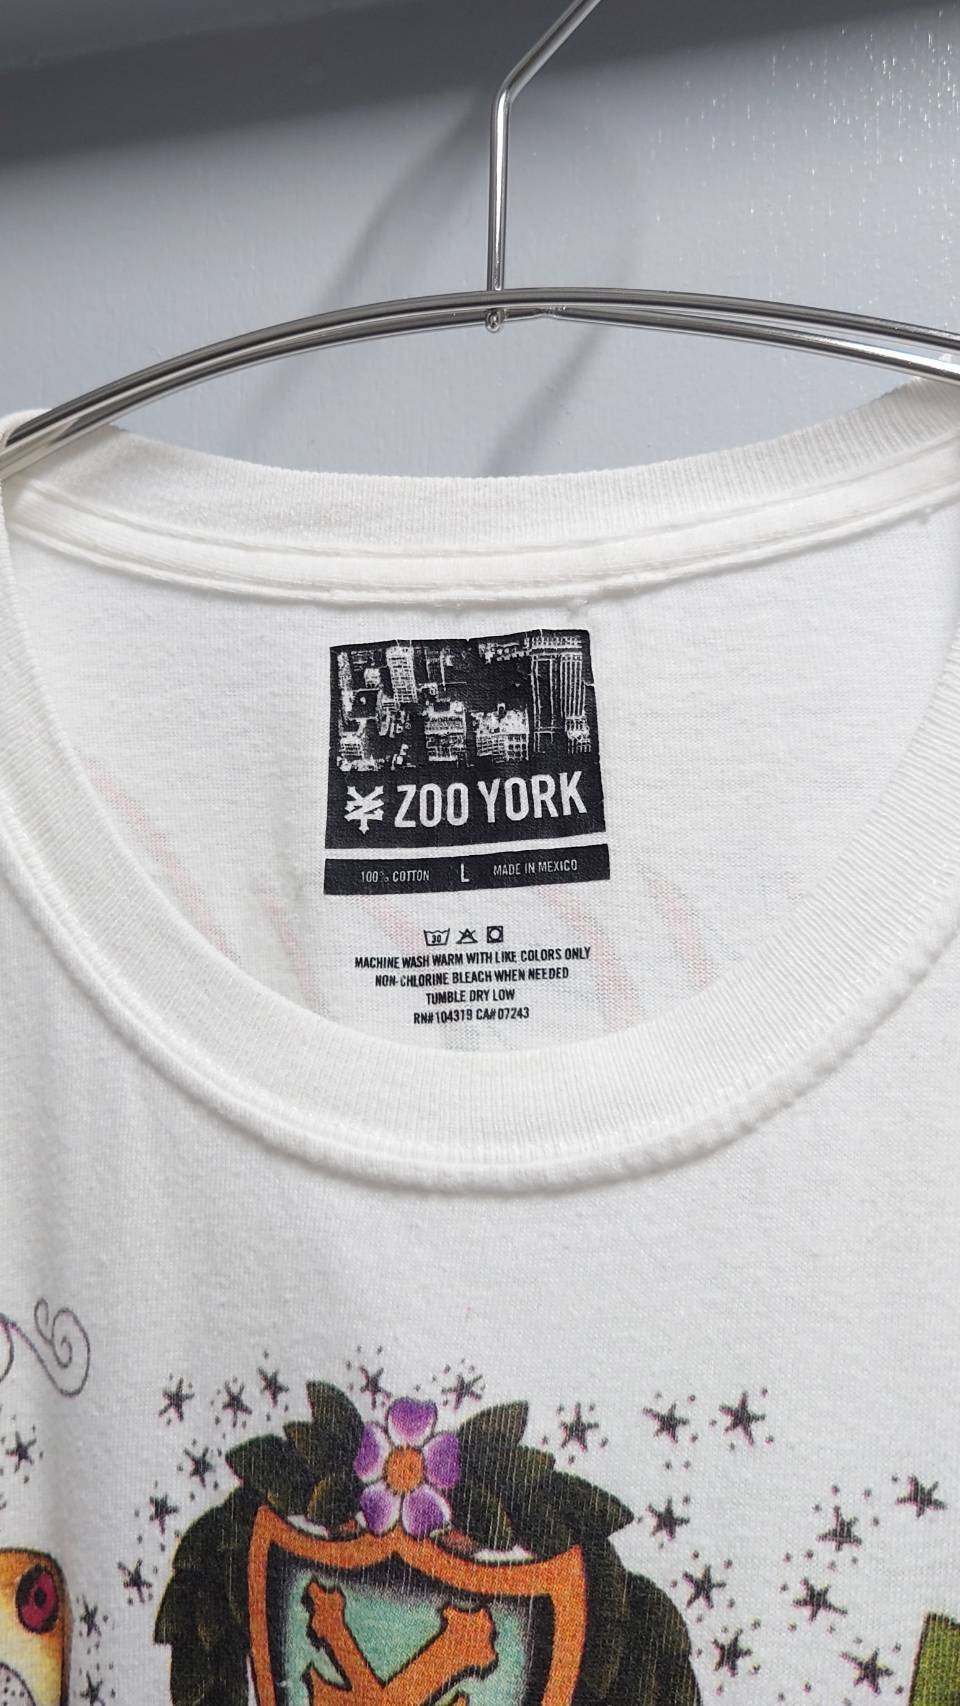 ZOO YORK
100% COTTON L MADE IN MEXICO
30
MACHINE WASH WARM WITH LIKE COLORS ONLY
NON-CHLORINE BLEACH WHEN NEEDED
TUMBLE DRY LOW
RN#104319 CA#07243